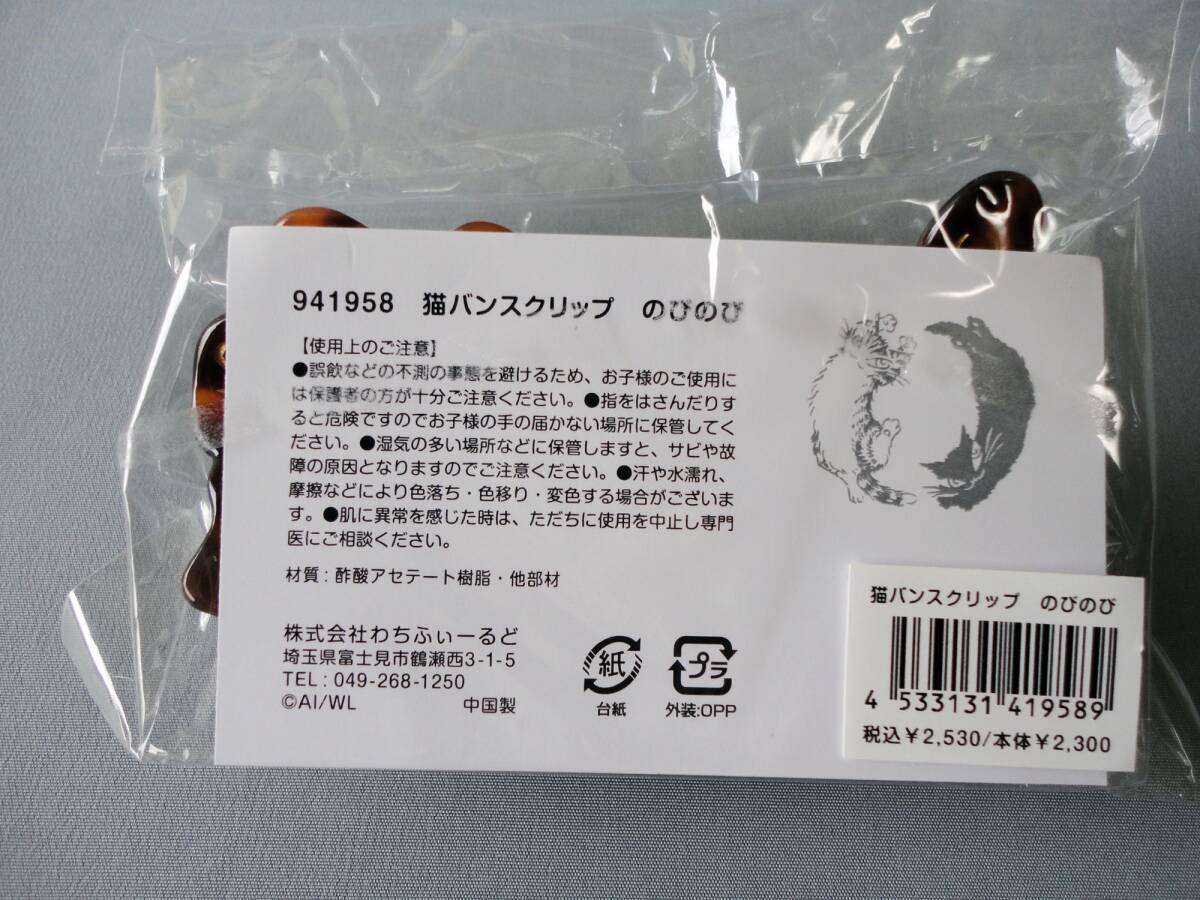 941958 猫バンスクリップ のびのび
【使用上のご注意】
●誤飲などの不測の事態を避けるため、お子様のご使用に
は保護者の方が十分ご注意ください。●指をはさんだりす
ると危険ですのでお子様の手の届かない場所に保管してく
ださい。●湿気の多い場所などに保管しますと、サビや故
障の原因となりますのでご注意ください。●汗や水濡れ、
摩擦などにより色落ち・色移り・変色する場合がございま
す。●肌に異常を感じた時は、ただちに使用を中止し専門
医にご相談ください。
材質：酢酸アセテート樹脂・他部材
株式会社わちふぃーるど
埼玉県富士見市鶴瀬西3-1-5
TEL：049-268-1250
©AI/WL 中国製
紙
台紙
プラ
外装:OPP
猫バンスクリップ のびのび
4 533131 419589
税込￥2,530/本体￥2,300